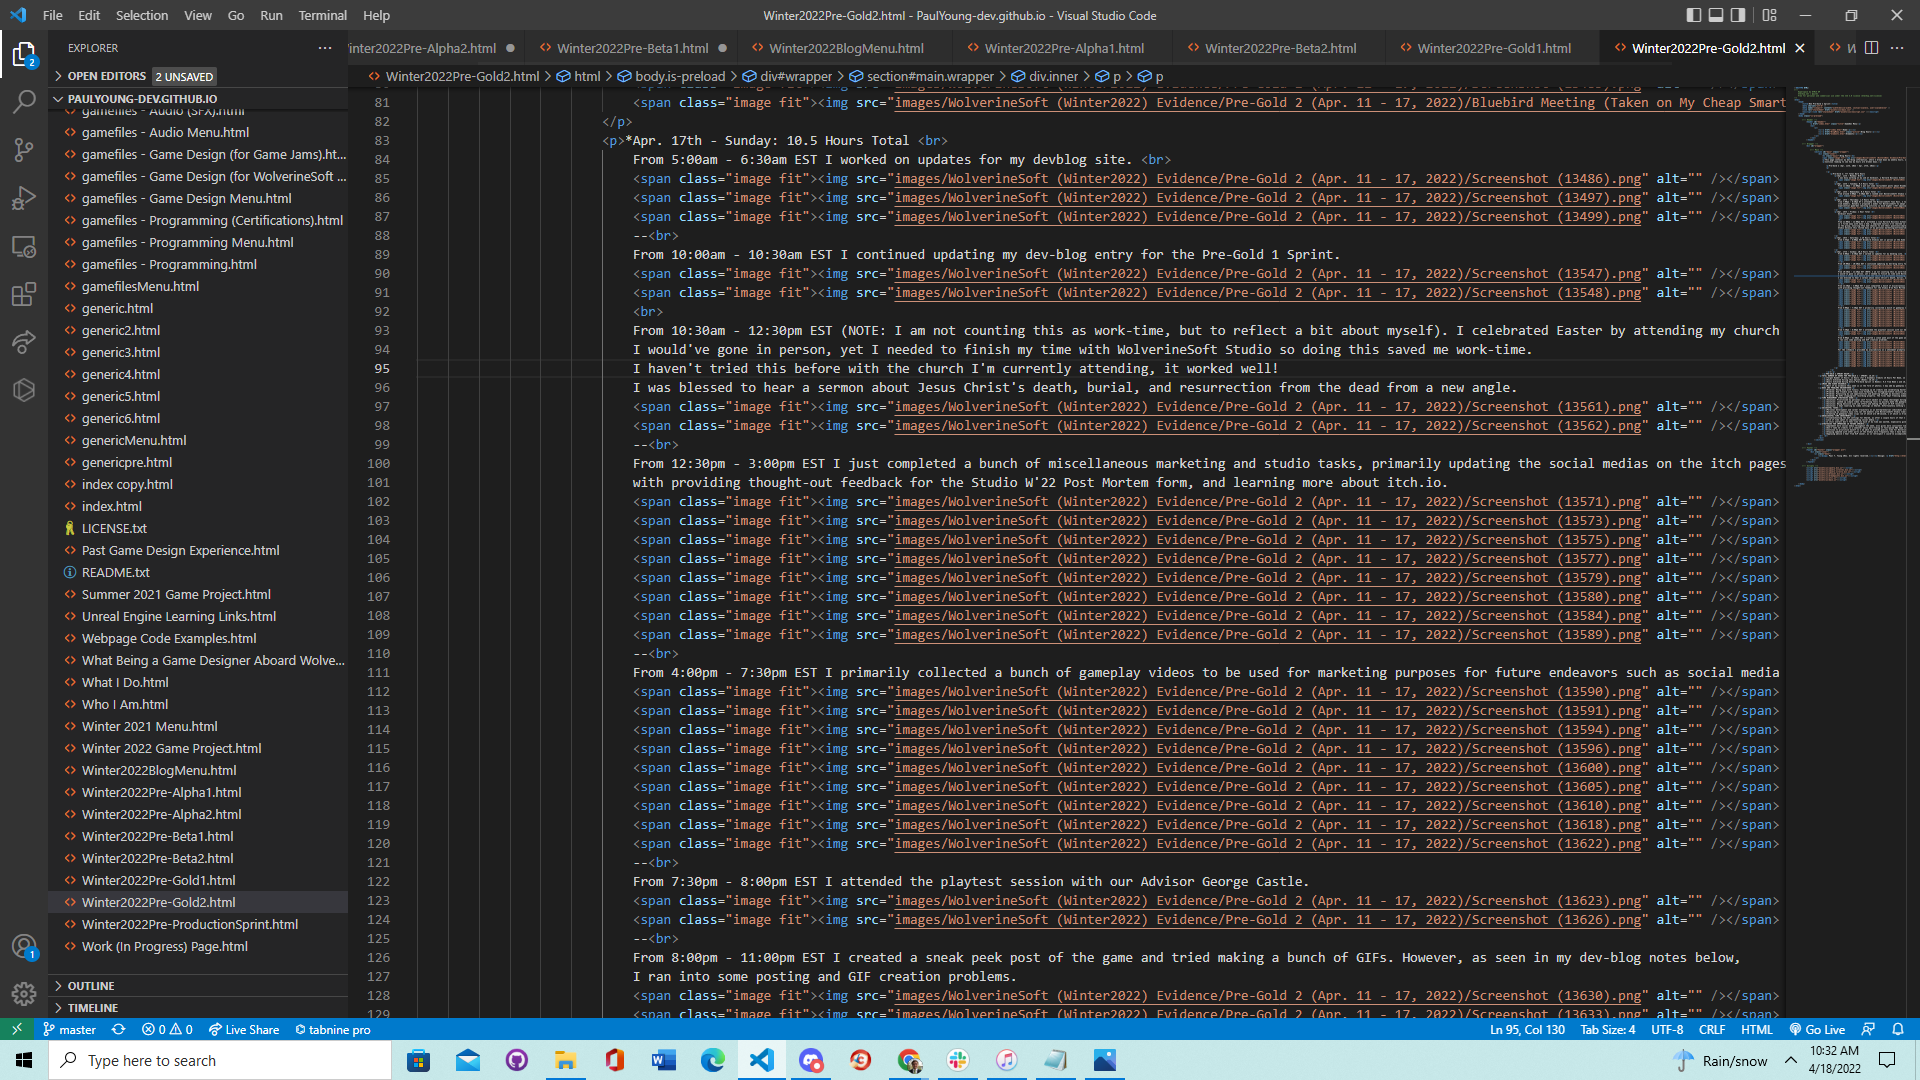 File Edit Selection View Go Run Terminal Help
Winter2022Pre-Gold2.html - PaulYoung-dev.github.io - Visual Studio Code
EXPLORER
OPEN EDITORS 2 UNSAVED
PAULYOUNG-DEV.GITHUB.IO
gamefiles - Audio (SFX).html
gamefiles - Audio Menu.html
gamefiles - Game Design (for Game Jams).ht...
gamefiles - Game Design (for WolverineSoft ...
gamefiles - Game Design Menu.html
gamefiles - Programming (Certifications).html
gamefiles - Programming Menu.html
gamefiles - Programming.html
gamefilesMenu.html
generic.html
generic2.html
generic3.html
generic4.html
generic5.html
generic6.html
genericMenu.html
genericpre.html
index copy.html
index.html
LICENSE.txt
Past Game Design Experience.html
README.txt
Summer 2021 Game Project.html
Unreal Engine Learning Links.html
Webpage Code Examples.html
What Being a Game Designer Aboard Wolve...
What I Do.html
Who I Am.html
Winter 2021 Menu.html
Winter 2022 Game Project.html
Winter2022BlogMenu.html
Winter2022Pre-Alpha1.html
Winter2022Pre-Alpha2.html
Winter2022Pre-Beta1.html
Winter2022Pre-Beta2.html
Winter2022Pre-Gold1.html
Winter2022Pre-Gold2.html
Winter2022Pre-ProductionSprint.html
Work (In Progress) Page.html
OUTLINE
TIMELINE
inter2022Pre-Alpha2.html Winter2022Pre-Beta1.html Winter2022BlogMenu.html Winter2022Pre-Alpha1.html Winter2022Pre-Beta2.html Winter2022Pre-Gold1.html Winter2022Pre-Gold2.html
Winter2022Pre-Gold2.html > html > body.is-preload > div#wrapper > section#main.wrapper > div.inner > p > p
81 <span class="image fit"><img src="images/WolverineSoft (Winter2022) Evidence/Pre-Gold 2 (Apr. 11 - 17, 2022)/Bluebird Meeting (Taken on My Cheap Smart
82 </p>
83 <p>*Apr. 17th - Sunday: 10.5 Hours Total <br>
84 From 5:00am - 6:30am EST I worked on updates for my devblog site. <br>
85 <span class="image fit"><img src="images/WolverineSoft (Winter2022) Evidence/Pre-Gold 2 (Apr. 11 - 17, 2022)/Screenshot (13486).png" alt="" /></span>
86 <span class="image fit"><img src="images/WolverineSoft (Winter2022) Evidence/Pre-Gold 2 (Apr. 11 - 17, 2022)/Screenshot (13497).png" alt="" /></span>
87 <span class="image fit"><img src="images/WolverineSoft (Winter2022) Evidence/Pre-Gold 2 (Apr. 11 - 17, 2022)/Screenshot (13499).png" alt="" /></span>
88 --<br>
89 From 10:00am - 10:30am EST I continued updating my dev-blog entry for the Pre-Gold 1 Sprint.
90 <span class="image fit"><img src="images/WolverineSoft (Winter2022) Evidence/Pre-Gold 2 (Apr. 11 - 17, 2022)/Screenshot (13547).png" alt="" /></span>
91 <span class="image fit"><img src="images/WolverineSoft (Winter2022) Evidence/Pre-Gold 2 (Apr. 11 - 17, 2022)/Screenshot (13548).png" alt="" /></span>
92 <br>
93 From 10:30am - 12:30pm EST (NOTE: I am not counting this as work-time, but to reflect a bit about myself). I celebrated Easter by attending my church
94 I would've gone in person, yet I needed to finish my time with WolverineSoft Studio so doing this saved me work-time.
95 I haven't tried this before with the church I'm currently attending, it worked well!
96 I was blessed to hear a sermon about Jesus Christ's death, burial, and resurrection from the dead from a new angle.
97 <span class="image fit"><img src="images/WolverineSoft (Winter2022) Evidence/Pre-Gold 2 (Apr. 11 - 17, 2022)/Screenshot (13561).png" alt="" /></span>
98 <span class="image fit"><img src="images/WolverineSoft (Winter2022) Evidence/Pre-Gold 2 (Apr. 11 - 17, 2022)/Screenshot (13562).png" alt="" /></span>
99 --<br>
100 From 12:30pm - 3:00pm EST I just completed a bunch of miscellaneous marketing and studio tasks, primarily updating the social medias on the itch pages
101 with providing thought-out feedback for the Studio W'22 Post Mortem form, and learning more about itch.io.
102 <span class="image fit"><img src="images/WolverineSoft (Winter2022) Evidence/Pre-Gold 2 (Apr. 11 - 17, 2022)/Screenshot (13571).png" alt="" /></span>
103 <span class="image fit"><img src="images/WolverineSoft (Winter2022) Evidence/Pre-Gold 2 (Apr. 11 - 17, 2022)/Screenshot (13573).png" alt="" /></span>
104 <span class="image fit"><img src="images/WolverineSoft (Winter2022) Evidence/Pre-Gold 2 (Apr. 11 - 17, 2022)/Screenshot (13575).png" alt="" /></span>
105 <span class="image fit"><img src="images/WolverineSoft (Winter2022) Evidence/Pre-Gold 2 (Apr. 11 - 17, 2022)/Screenshot (13577).png" alt="" /></span>
106 <span class="image fit"><img src="images/WolverineSoft (Winter2022) Evidence/Pre-Gold 2 (Apr. 11 - 17, 2022)/Screenshot (13579).png" alt="" /></span>
107 <span class="image fit"><img src="images/WolverineSoft (Winter2022) Evidence/Pre-Gold 2 (Apr. 11 - 17, 2022)/Screenshot (13580).png" alt="" /></span>
108 <span class="image fit"><img src="images/WolverineSoft (Winter2022) Evidence/Pre-Gold 2 (Apr. 11 - 17, 2022)/Screenshot (13584).png" alt="" /></span>
109 <span class="image fit"><img src="images/WolverineSoft (Winter2022) Evidence/Pre-Gold 2 (Apr. 11 - 17, 2022)/Screenshot (13589).png" alt="" /></span>
110 --<br>
111 From 4:00pm - 7:30pm EST I primarily collected a bunch of gameplay videos to be used for marketing purposes for future endeavors such as social media
112 <span class="image fit"><img src="images/WolverineSoft (Winter2022) Evidence/Pre-Gold 2 (Apr. 11 - 17, 2022)/Screenshot (13590).png" alt="" /></span>
113 <span class="image fit"><img src="images/WolverineSoft (Winter2022) Evidence/Pre-Gold 2 (Apr. 11 - 17, 2022)/Screenshot (13591).png" alt="" /></span>
114 <span class="image fit"><img src="images/WolverineSoft (Winter2022) Evidence/Pre-Gold 2 (Apr. 11 - 17, 2022)/Screenshot (13594).png" alt="" /></span>
115 <span class="image fit"><img src="images/WolverineSoft (Winter2022) Evidence/Pre-Gold 2 (Apr. 11 - 17, 2022)/Screenshot (13596).png" alt="" /></span>
116 <span class="image fit"><img src="images/WolverineSoft (Winter2022) Evidence/Pre-Gold 2 (Apr. 11 - 17, 2022)/Screenshot (13600).png" alt="" /></span>
117 <span class="image fit"><img src="images/WolverineSoft (Winter2022) Evidence/Pre-Gold 2 (Apr. 11 - 17, 2022)/Screenshot (13605).png" alt="" /></span>
118 <span class="image fit"><img src="images/WolverineSoft (Winter2022) Evidence/Pre-Gold 2 (Apr. 11 - 17, 2022)/Screenshot (13610).png" alt="" /></span>
119 <span class="image fit"><img src="images/WolverineSoft (Winter2022) Evidence/Pre-Gold 2 (Apr. 11 - 17, 2022)/Screenshot (13618).png" alt="" /></span>
120 <span class="image fit"><img src="images/WolverineSoft (Winter2022) Evidence/Pre-Gold 2 (Apr. 11 - 17, 2022)/Screenshot (13622).png" alt="" /></span>
121 --<br>
122 From 7:30pm - 8:00pm EST I attended the playtest session with our Advisor George Castle.
123 <span class="image fit"><img src="images/WolverineSoft (Winter2022) Evidence/Pre-Gold 2 (Apr. 11 - 17, 2022)/Screenshot (13623).png" alt="" /></span>
124 <span class="image fit"><img src="images/WolverineSoft (Winter2022) Evidence/Pre-Gold 2 (Apr. 11 - 17, 2022)/Screenshot (13626).png" alt="" /></span>
125 --<br>
126 From 8:00pm - 11:00pm EST I created a sneak peek post of the game and tried making a bunch of GIFs. However, as seen in my dev-blog notes below,
127 I ran into some posting and GIF creation problems.
128 <span class="image fit"><img src="images/WolverineSoft (Winter2022) Evidence/Pre-Gold 2 (Apr. 11 - 17, 2022)/Screenshot (13630).png" alt="" /></span>
129 <span class="image fit"><img src="images/WolverineSoft (Winter2022) Evidence/Pre-Gold 2 (Apr. 11 - 17, 2022)/Screenshot (13633).png" alt="" /></span>
master 0 0 Live Share tabnine pro Ln 95, Col 130 Tab Size: 4 UTF-8 CRLF HTML Go Live
Type here to search
Rain/snow 10:32 AM
4/18/2022